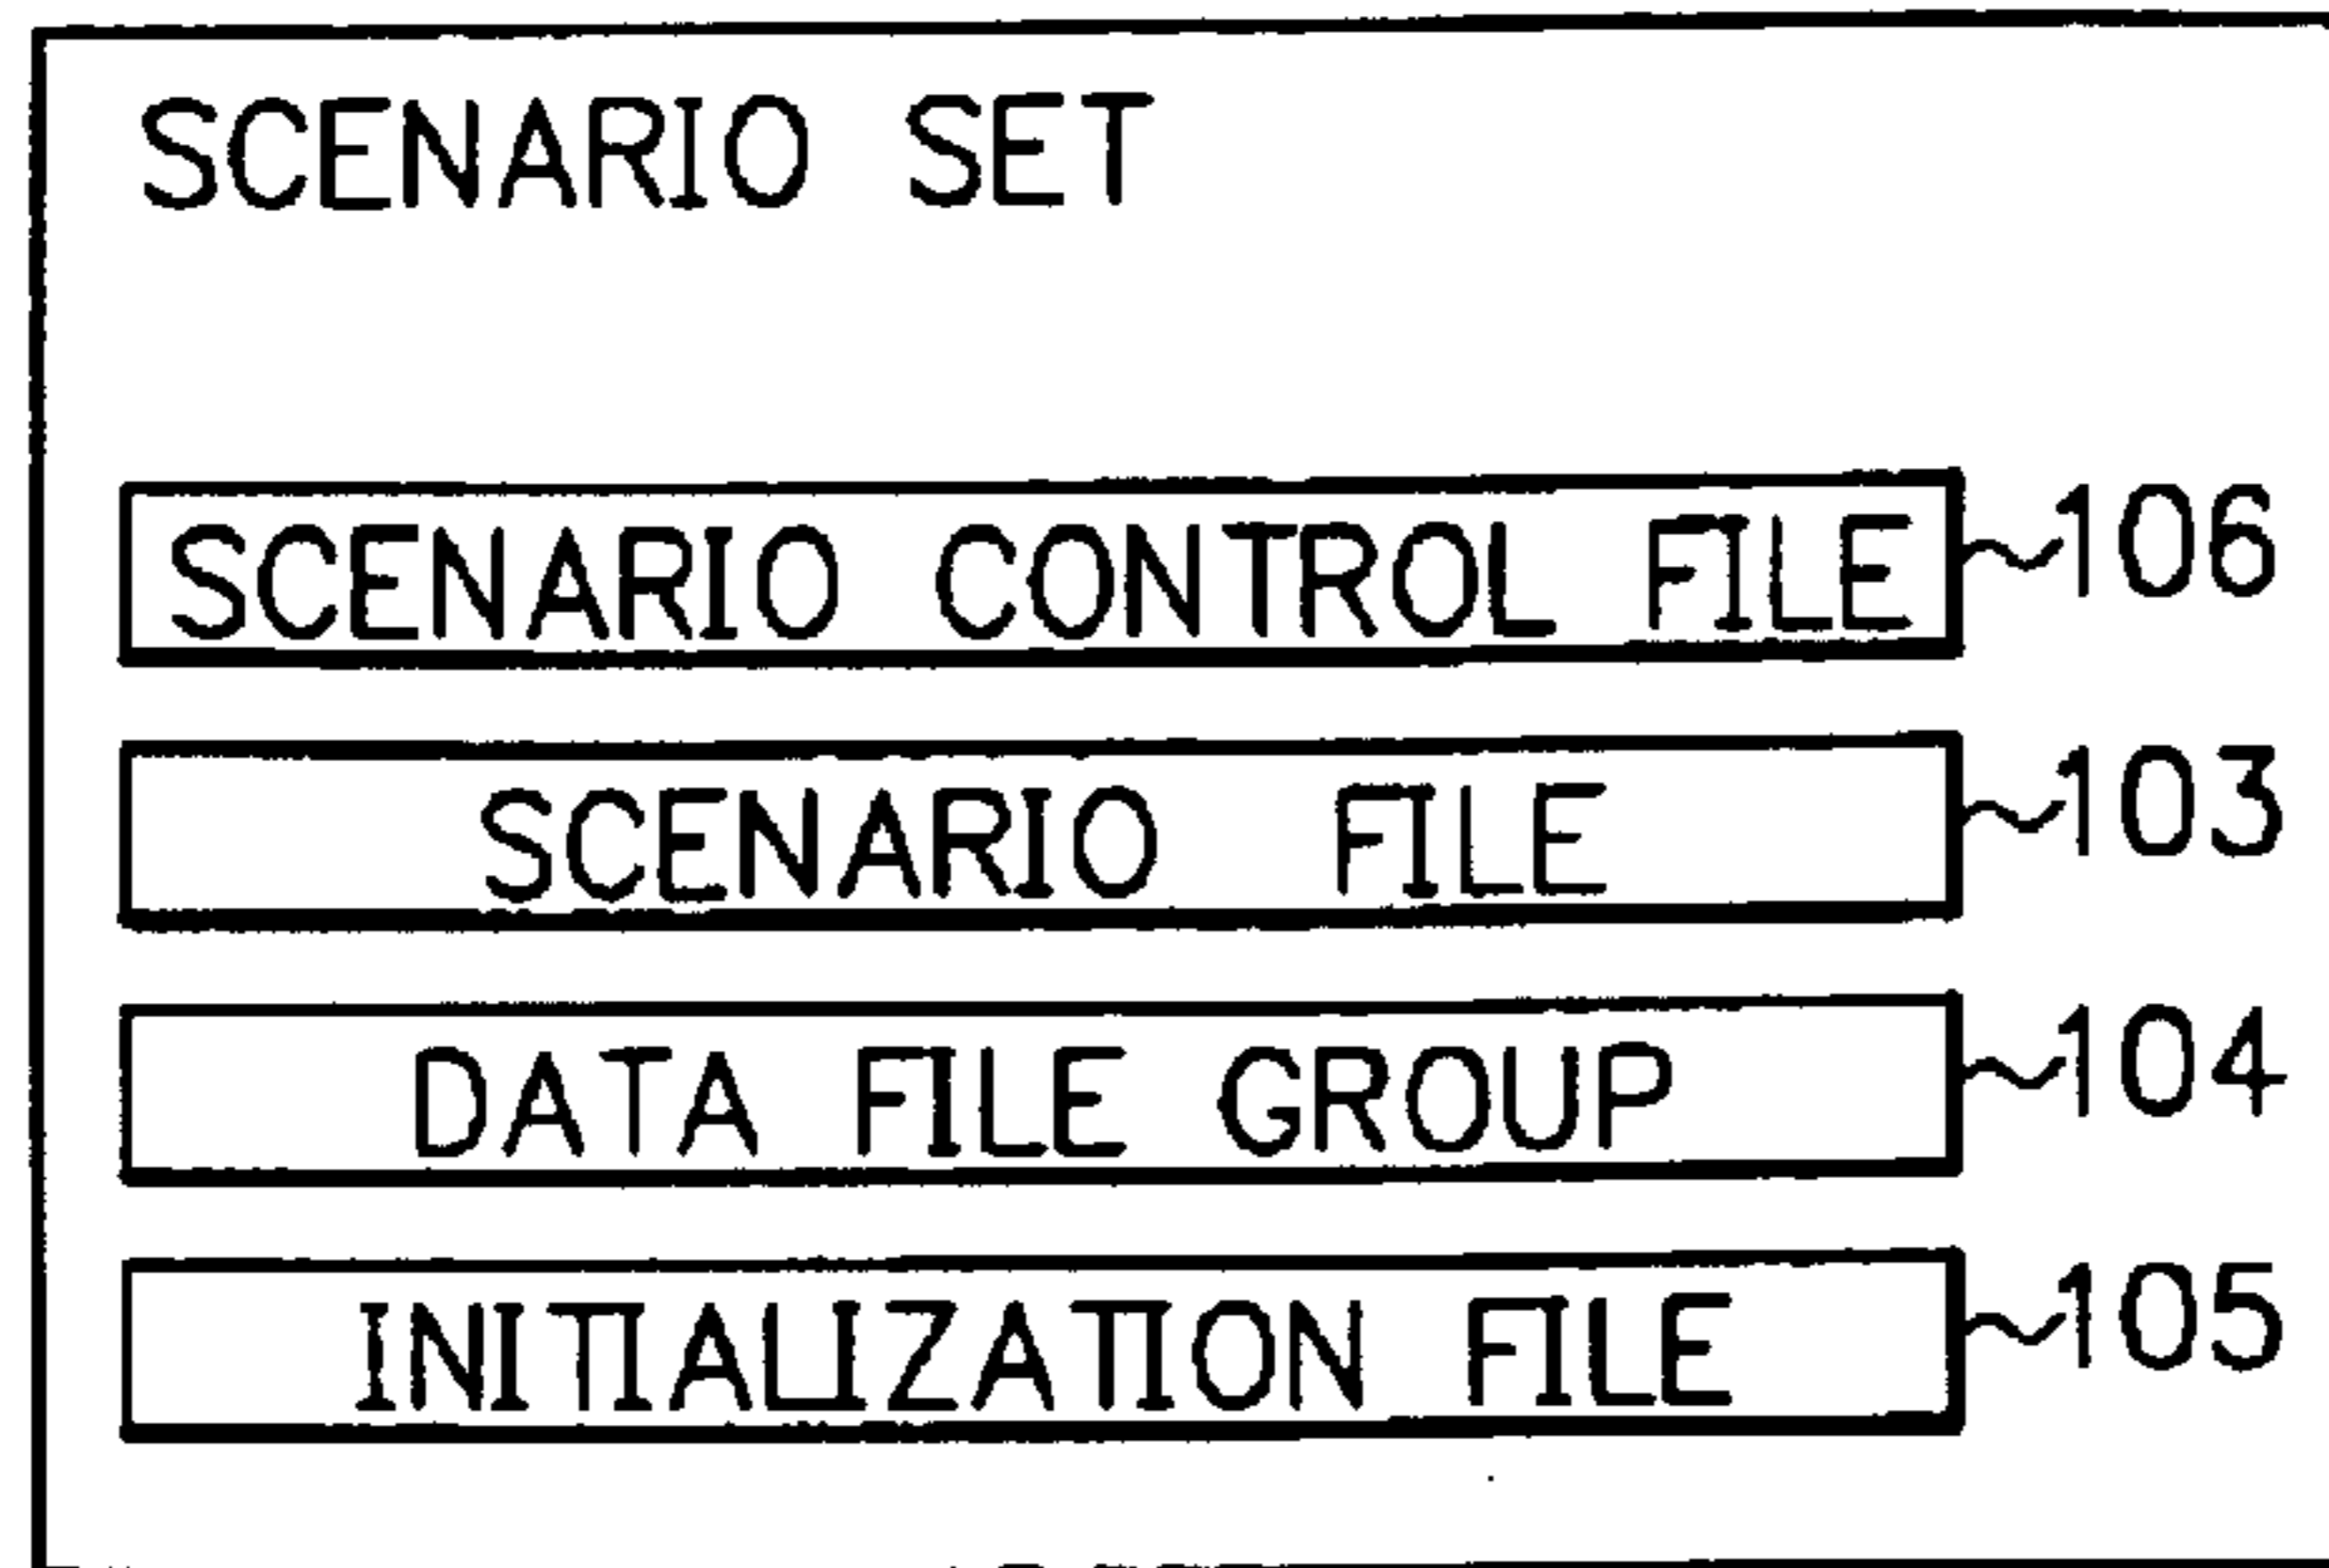 SCENARIO SET
SCENARIO CONTROL FILE 106
SCENARIO FILE 103
DATA FILE GROUP 104
INITIALIZATION FILE 105